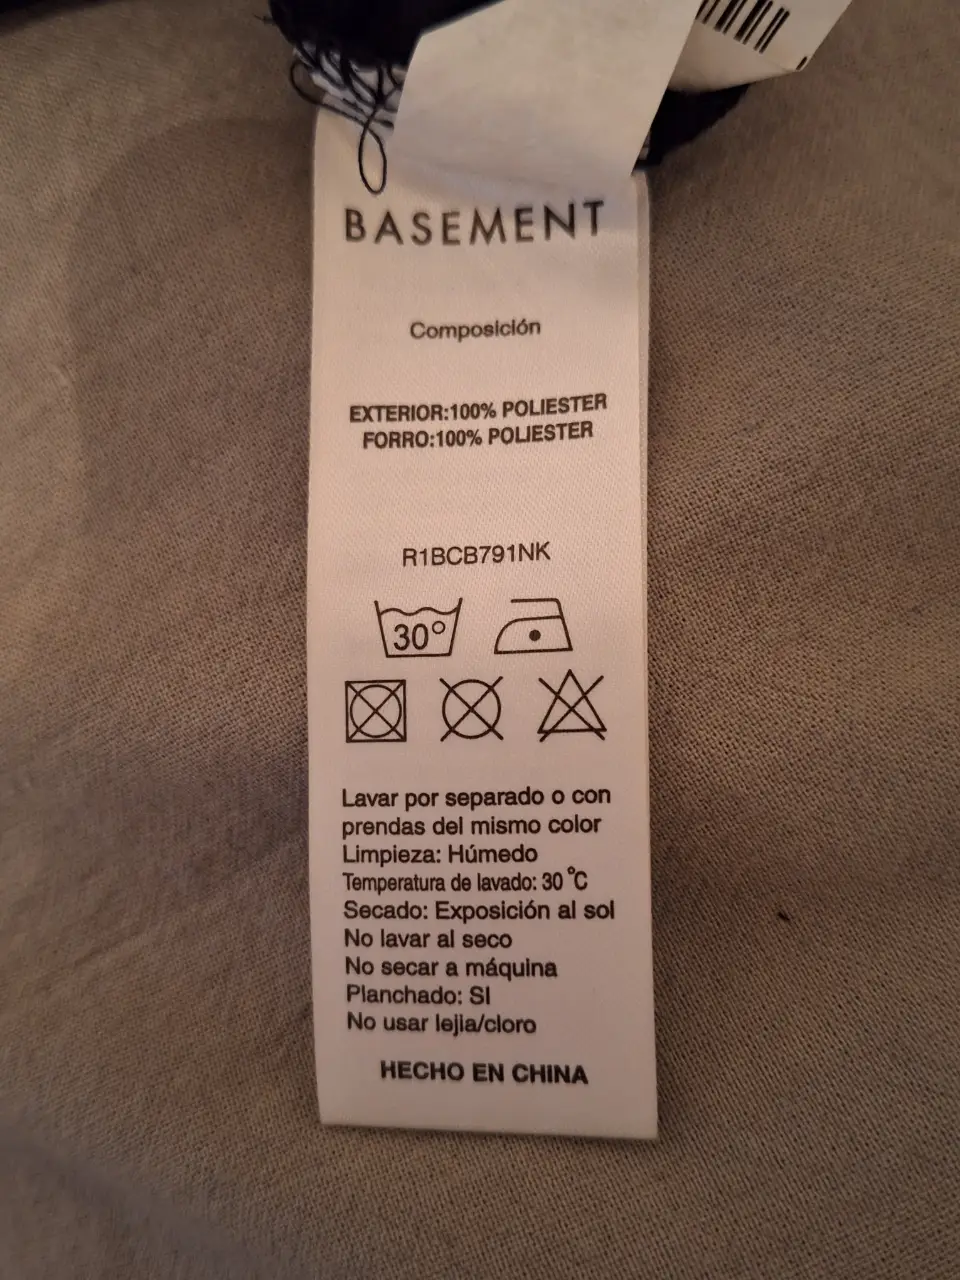 BASEMENT
Composición
EXTERIOR:100% POLIESTER
FORRO:100% POLIESTER
R1BCB791NK
30°
Lavar por separado o con
prendas del mismo color
Limpieza: Húmedo
Temperatura de lavado: 30 °C
Secado: Exposición al sol
No lavar al seco
No secar a máquina
Planchado: SI
No usar lejia/cloro
HECHO EN CHINA